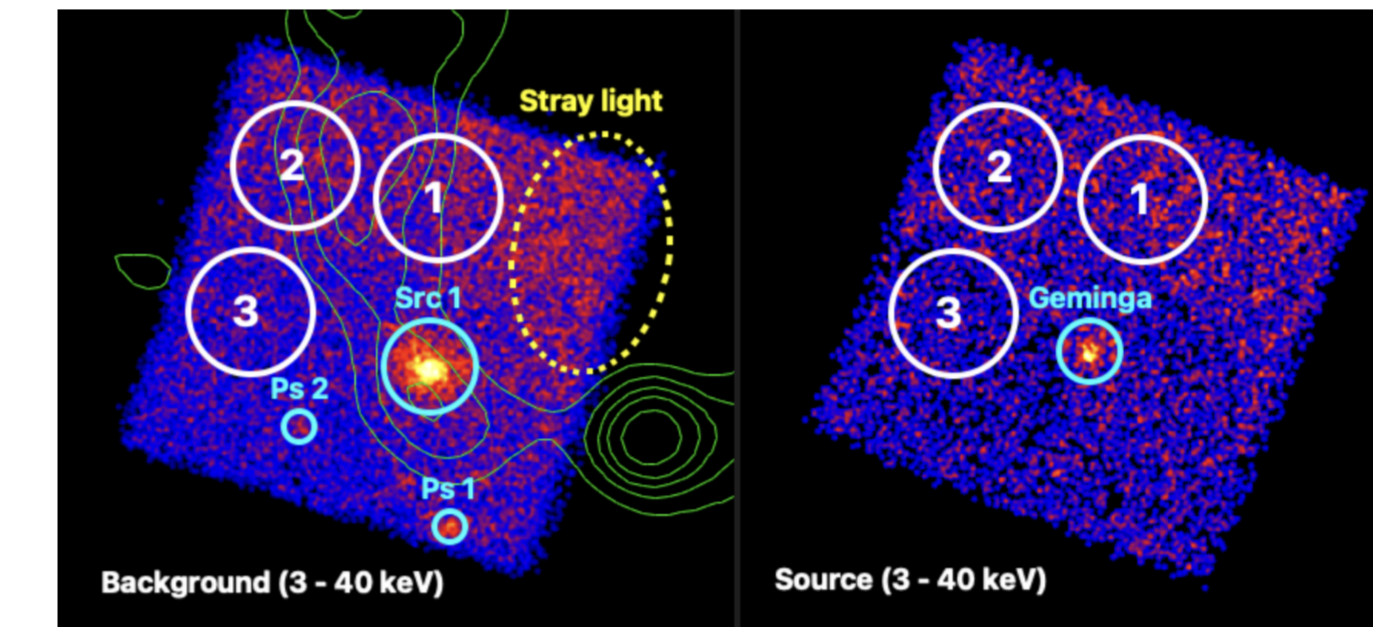 Stray light
2
1
3
Src 1
Ps 2
Ps 1
Background (3 - 40 keV)
2
1
3
Geminga
Source (3 - 40 keV)